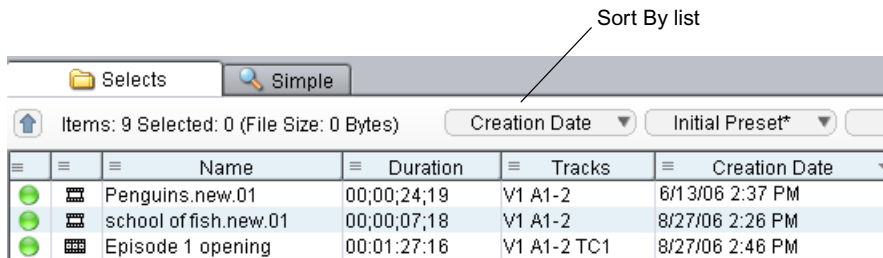 Sort By list
Selects Simple
Items: 9 Selected: 0 (File Size: 0 Bytes) Creation Date Initial Preset*
Name Duration Tracks Creation Date
Penguins.new.01 00;00;24;19 V1 A1-2 6/13/06 2:37 PM
school of fish.new.01 00;00;07;18 V1 A1-2 8/27/06 2:26 PM
Episode 1 opening 00:01:27:16 V1 A1-2 TC1 8/27/06 2:46 PM